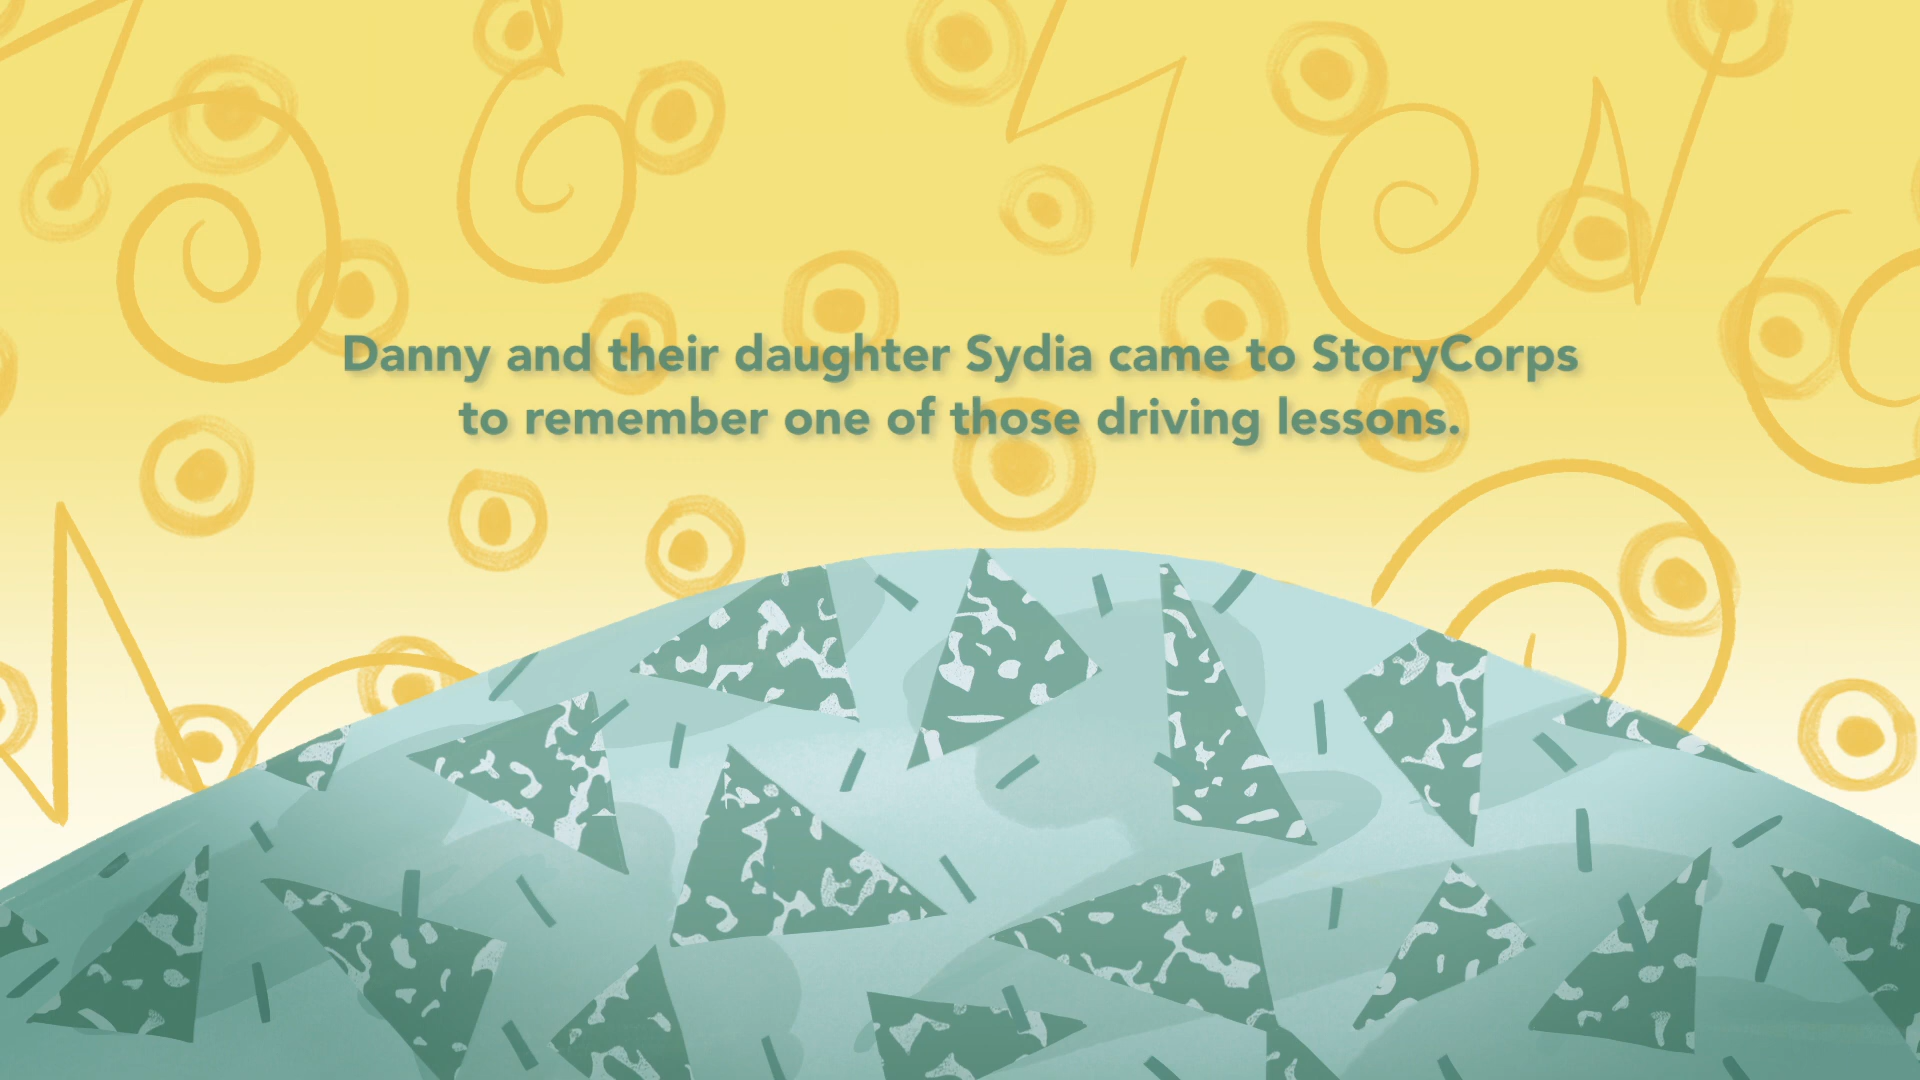 Danny and their daughter Sydia came to StoryCorps
to remember one of those driving lessons.